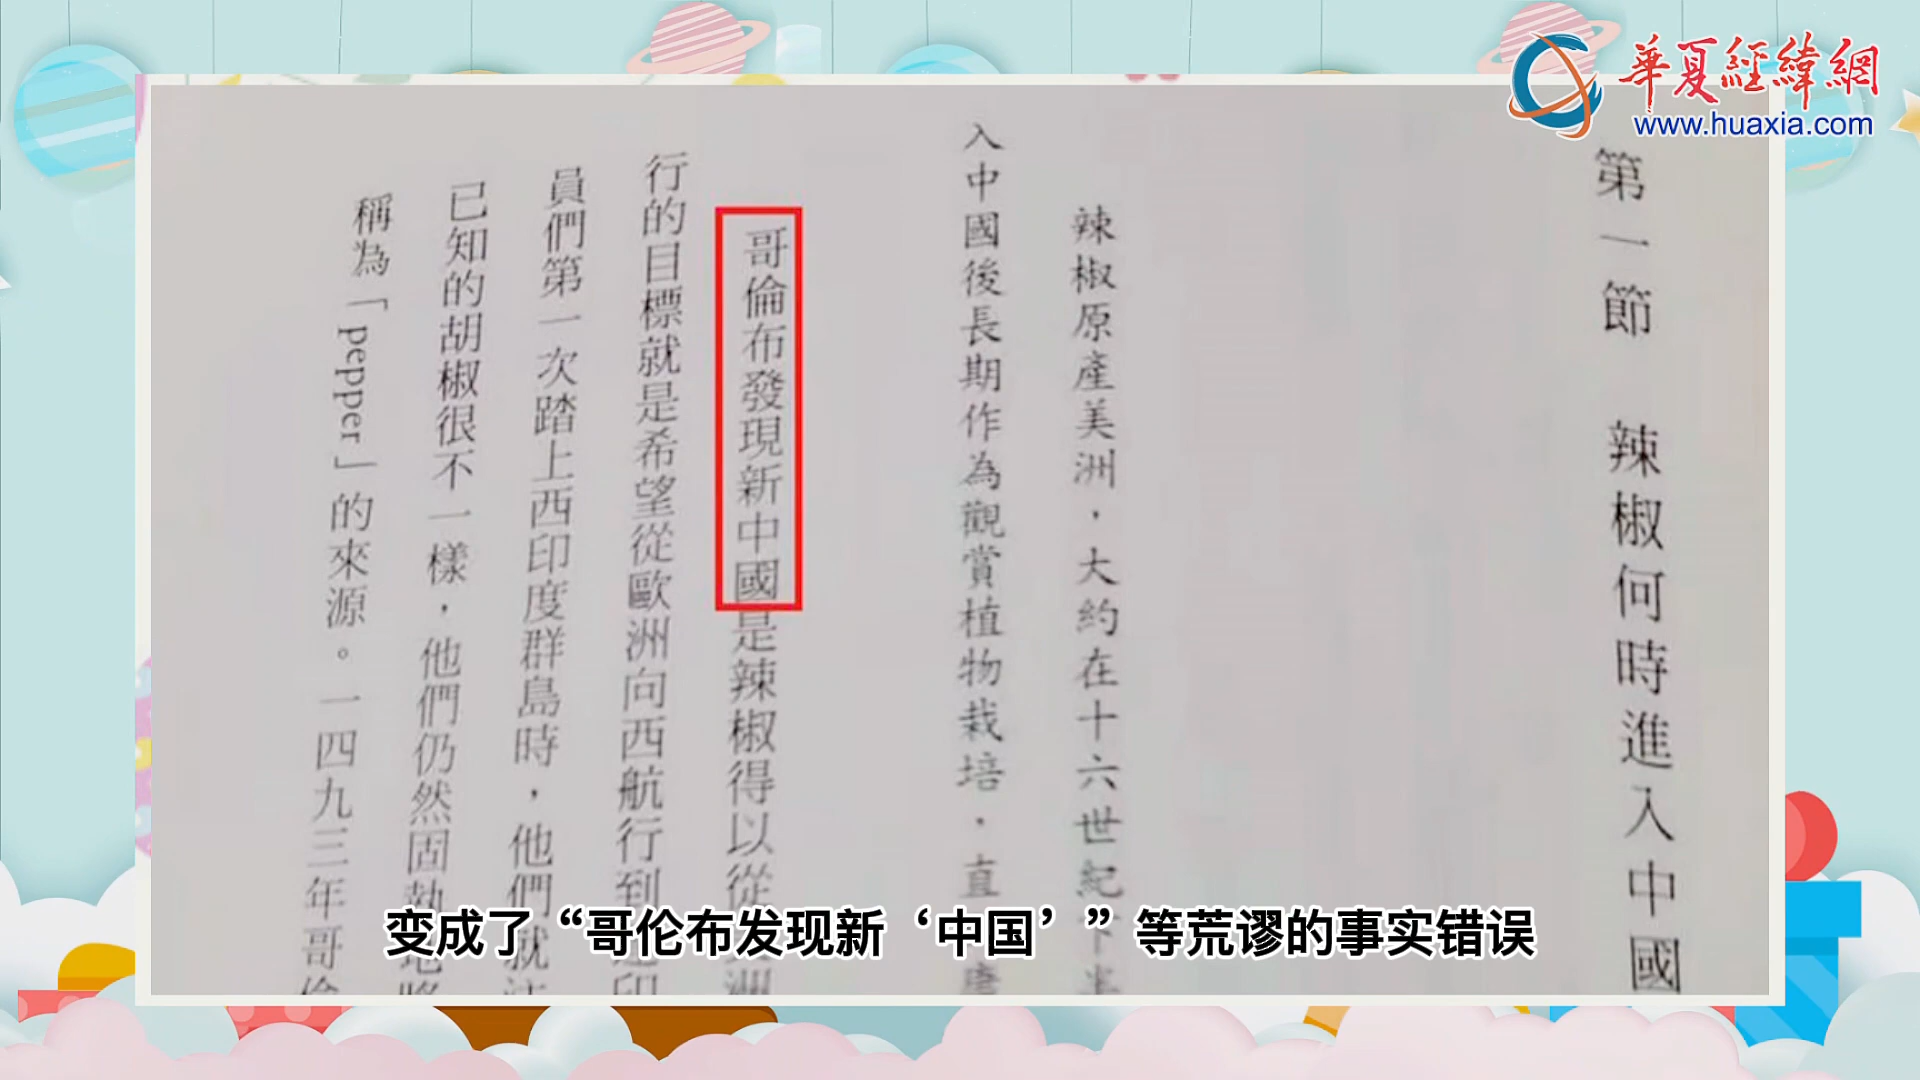 華夏經緯網
www.huaxia.com
第一節 辣椒何時進入中國
辣椒原產美洲，大約在十六世紀下半
入中國後長期作為觀賞植物栽培，直
哥倫布發現新中國是辣椒得以從
行的目標就是希望從歐洲向西航行到
員們第一次踏上西印度群島時，他們就
已知的胡椒很不一樣，他們仍然固執地將
稱為「pepper」的來源。一四九三年哥倫
变成了“哥伦布发现新‘中国’”等荒谬的事实错误